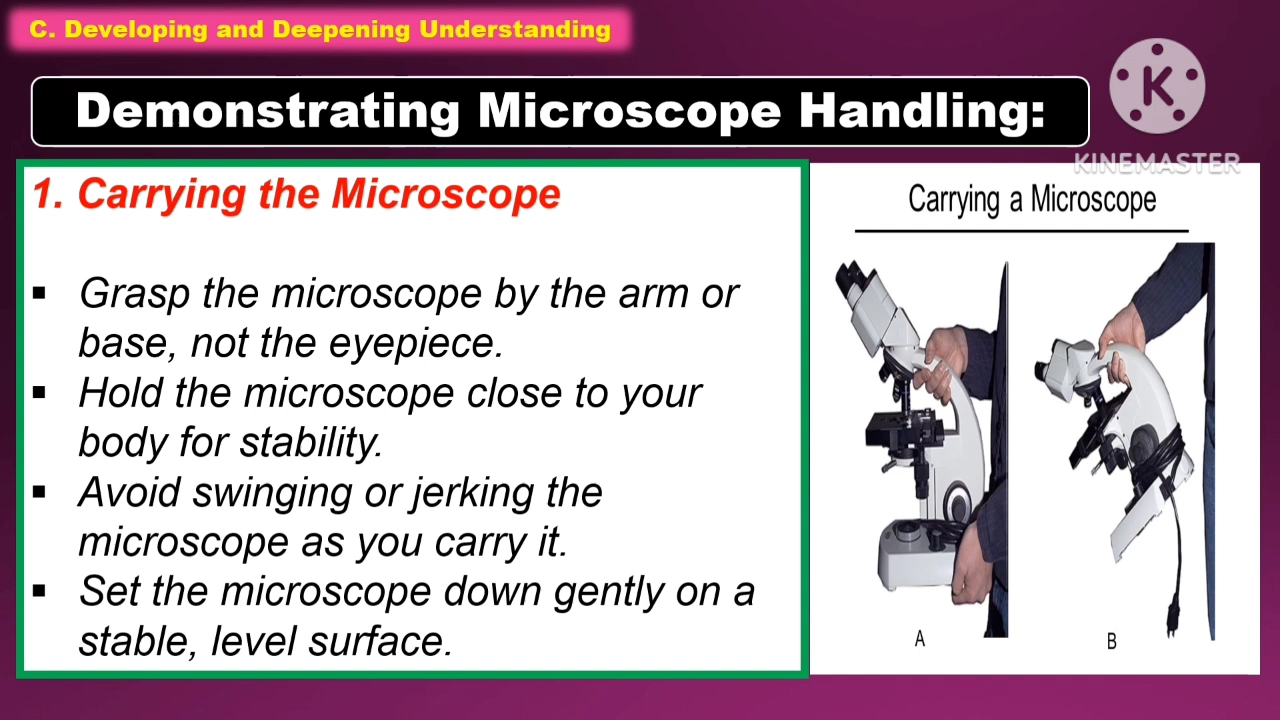 C. Developing and Deepening Understanding
Demonstrating Microscope Handling:
K
KINEMASTER
1. Carrying the Microscope
▪ Grasp the microscope by the arm or
base, not the eyepiece.
▪ Hold the microscope close to your
body for stability.
▪ Avoid swinging or jerking the
microscope as you carry it.
▪ Set the microscope down gently on a
stable, level surface.
Carrying a Microscope
A
B